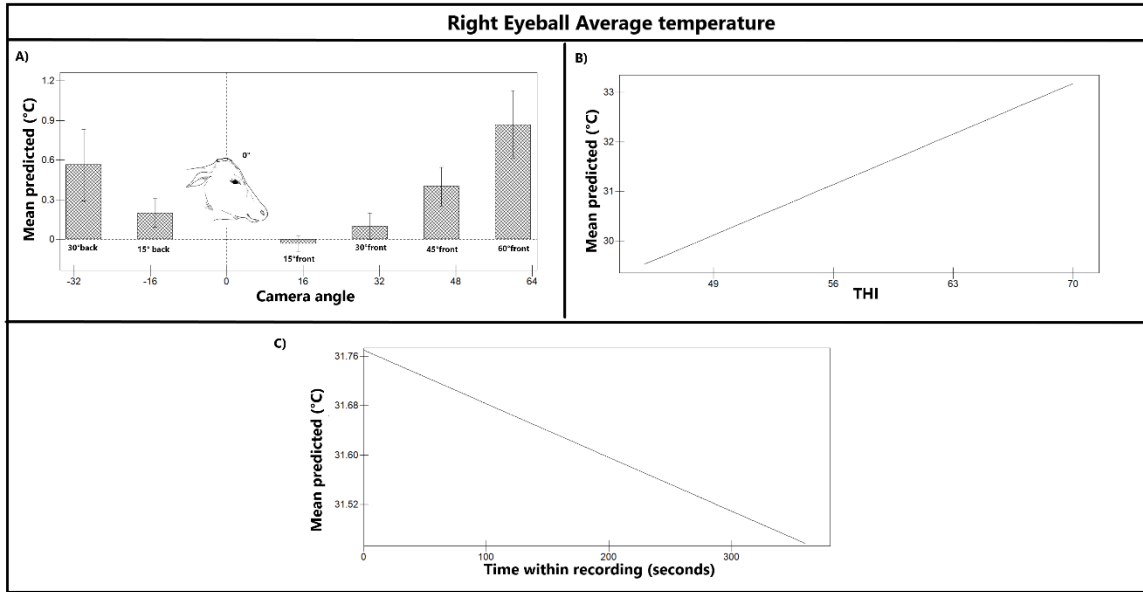 Right Eyeball Average temperature
A)
Mean predicted (°C)
1.2
0.9
0.6
0.3
0
0°
30°back
15° back
15°front
30°front
45°front
60°front
-32
-16
0
16
32
48
64
Camera angle
B)
Mean predicted (°C)
33
32
31
30
49
56
63
70
THI
C)
Mean predicted (°C)
31.76
31.68
31.60
31.52
0
100
200
300
Time within recording (seconds)